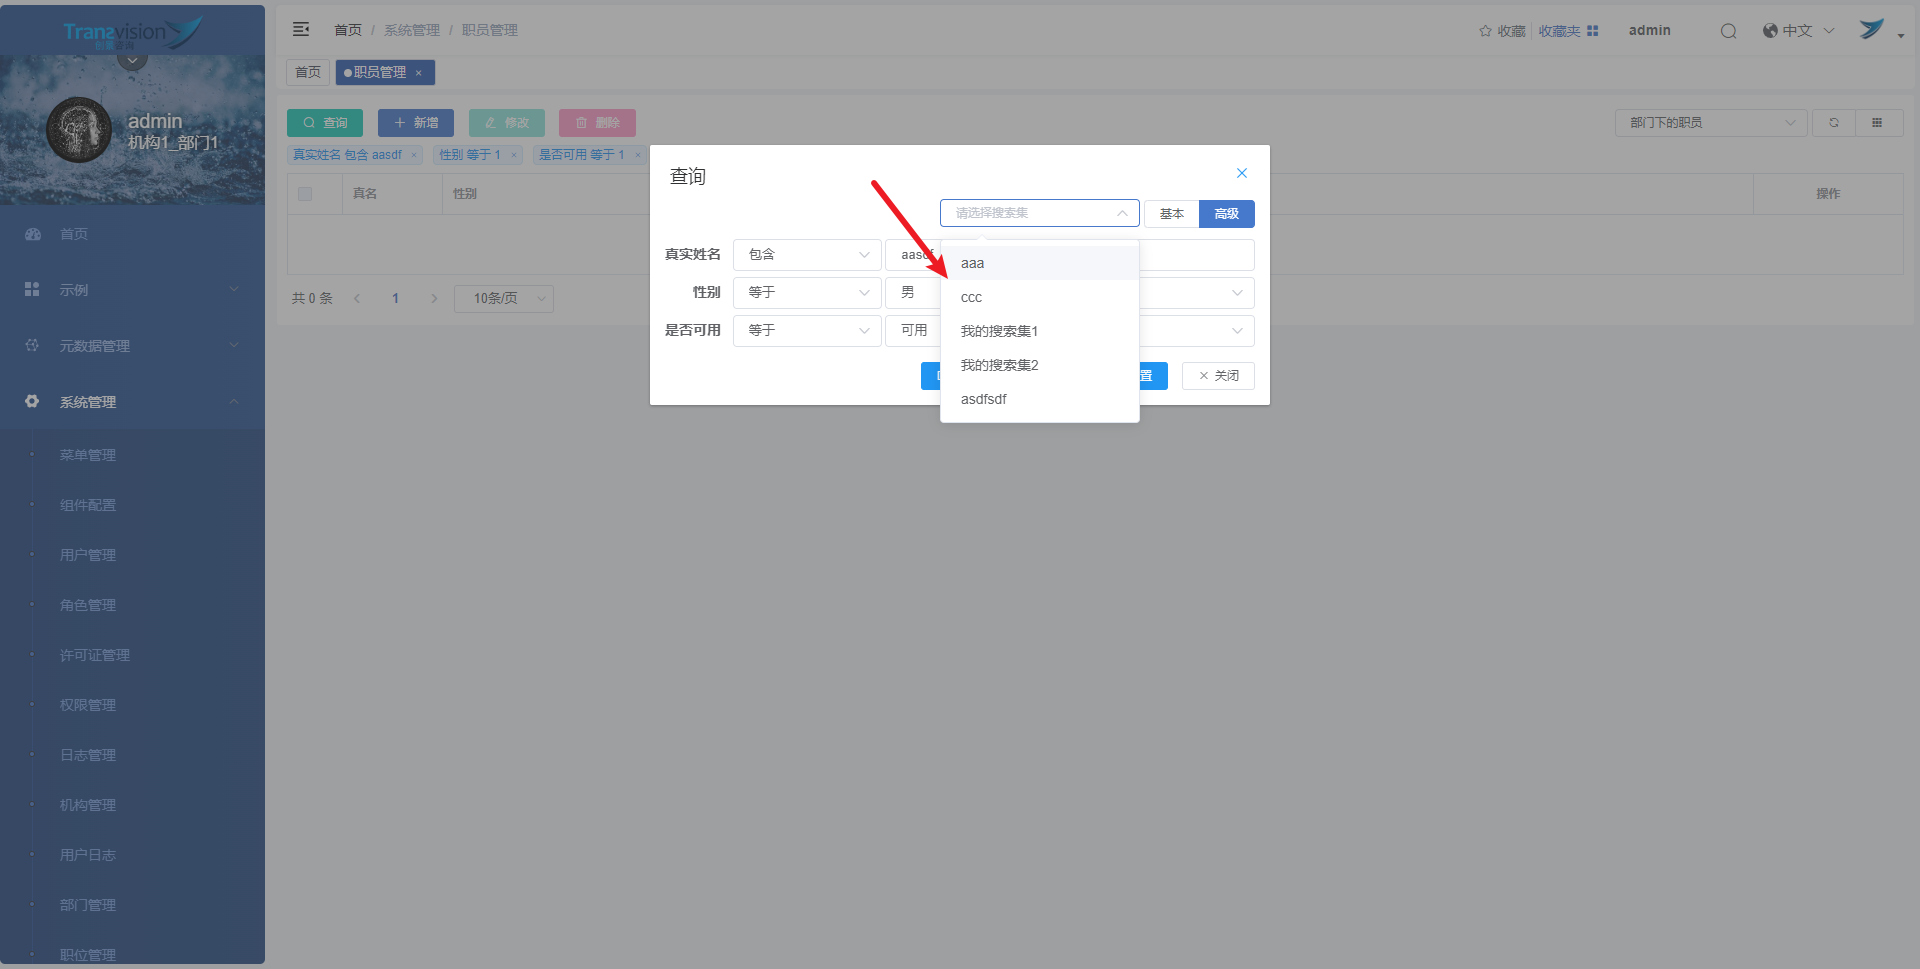 Transvision
创景咨询
admin
机构1_部门1
首页
示例
元数据管理
系统管理
菜单管理
组件配置
用户管理
角色管理
许可证管理
权限管理
日志管理
机构管理
用户日志
部门管理
职位管理
首页 / 系统管理 / 职员管理
收藏 收藏夹 admin 中文
首页 职员管理 ×
查询 新增 修改 删除 部门下的职员
真实姓名 包含 aasdf × 性别 等于 1 × 是否可用 等于 1 ×
真名 性别 操作
共 0 条 1 10条/页
查询
请选择搜索集 基本 高级
真实姓名 包含 aasdf
性别 等于 男
是否可用 等于 可用
置 关闭
aaa
ccc
我的搜索集1
我的搜索集2
asdfsdf